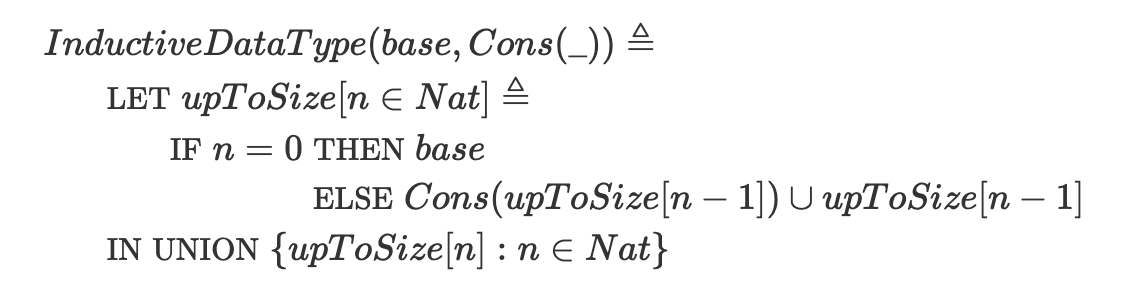 InductiveDataType(base, Cons(_)) ≜
LET upToSize[n ∈ Nat] ≜
IF n = 0 THEN base
ELSE Cons(upToSize[n − 1]) ∪ upToSize[n − 1]
IN UNION {upToSize[n] : n ∈ Nat}